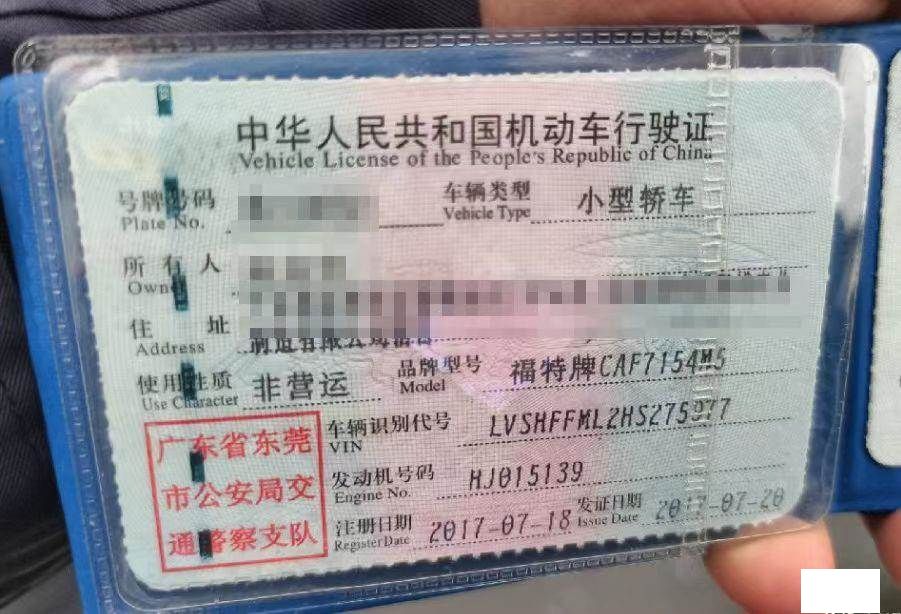 中华人民共和国机动车行驶证
Vehicle License of the People's Republic of China
号牌号码
Plate No.
车辆类型
Vehicle Type
小型轿车
所有人
Owner
住址
Address
使用性质
Use Character
非营运
品牌型号
Model
福特牌CAF7154M5
广东省东莞
市公安局交
通警察支队
车辆识别代号
VIN
LVSHFFML2HS275977
发动机号码
Engine No.
HJ015139
注册日期
Register Date
2017-07-18
发证日期
Issue Date
2017-07-20